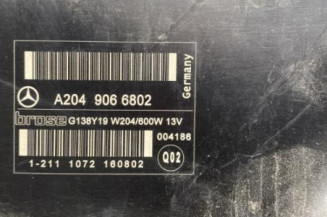 Germany
A204 906 6802
brose G138Y19 W204/600W 13V
004186
1-211 1072 160802
Q02